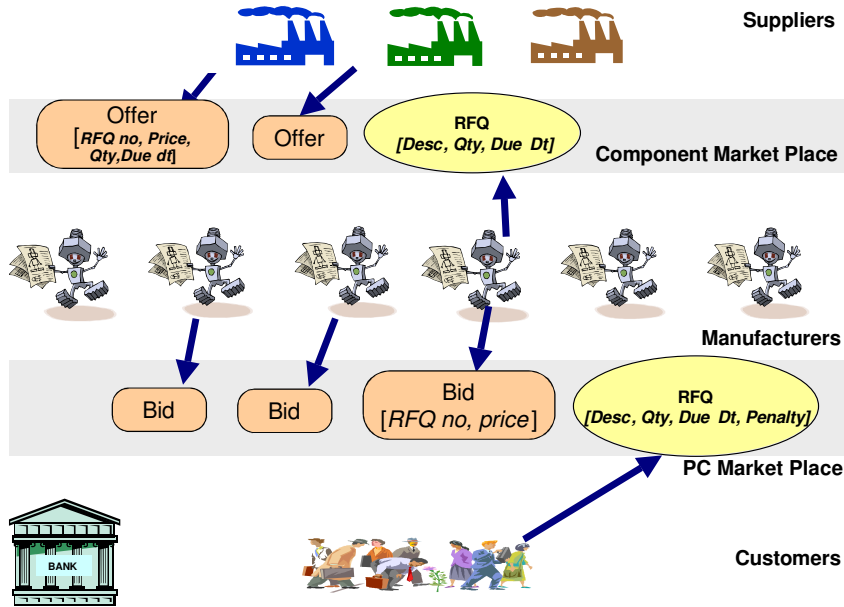 Suppliers
Offer
[RFQ no, Price,
Qty,Due dt]
Offer
RFQ
[Desc, Qty, Due Dt]
Component Market Place
Manufacturers
Bid
Bid
Bid
[RFQ no, price]
RFQ
[Desc, Qty, Due Dt, Penalty]
PC Market Place
BANK
Customers